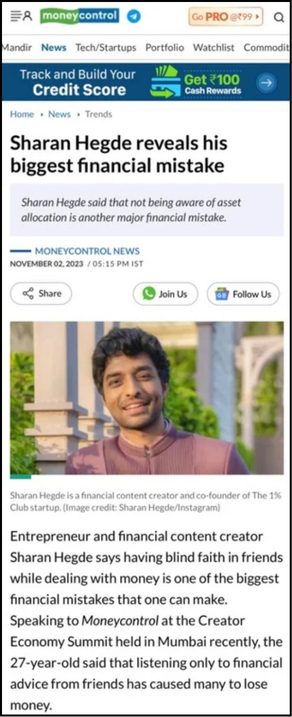 moneycontrol
Go PRO @₹99
Mandir News Tech/Startups Portfolio Watchlist Commodit
Track and Build Your
Credit Score
Get ₹100
Cash Rewards
Home News Trends
Sharan Hegde reveals his
biggest financial mistake
Sharan Hegde said that not being aware of asset
allocation is another major financial mistake.
MONEYCONTROL NEWS
NOVEMBER 02, 2023 / 05:15 PM IST
Share Join Us Follow Us
Sharan Hegde is a financial content creator and co-founder of The 1%
Club startup. (Image credit: Sharan Hegde/Instagram)
Entrepreneur and financial content creator
Sharan Hegde says having blind faith in friends
while dealing with money is one of the biggest
financial mistakes that one can make.
Speaking to Moneycontrol at the Creator
Economy Summit held in Mumbai recently, the
27-year-old said that listening only to financial
advice from friends has caused many to lose
money.